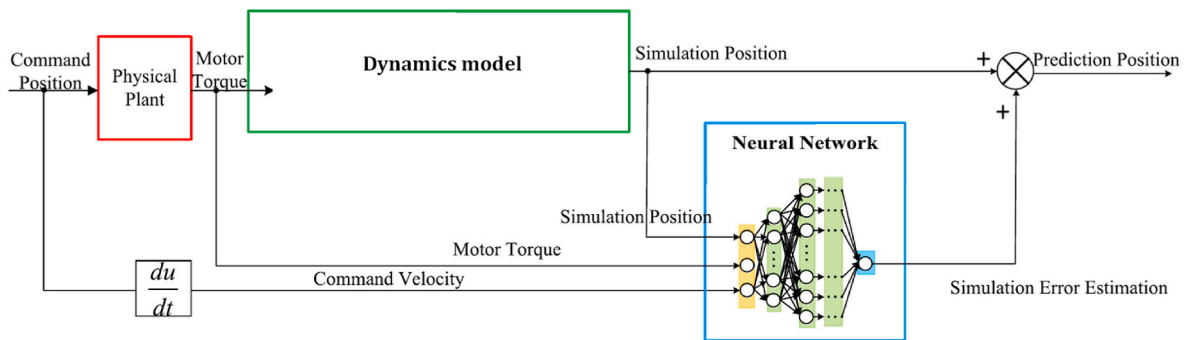 Command
Position
Physical
Plant
Motor
Torque
Dynamics model
Simulation Position
+
+
Prediction Position
Neural Network
Simulation Position
Motor Torque
Command Velocity
du
dt
Simulation Error Estimation